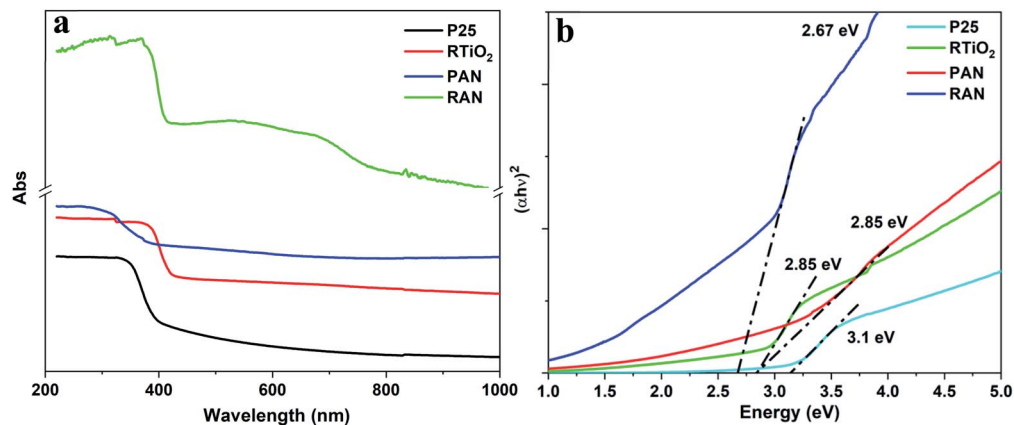 a
P25
RTiO₂
PAN
RAN
Abs
200
400
600
800
1000
Wavelength (nm)
b
2.67 eV
P25
RTiO₂
PAN
RAN
(αhν)²
2.85 eV
2.85 eV
3.1 eV
1.0
1.5
2.0
2.5
3.0
3.5
4.0
4.5
5.0
Energy (eV)